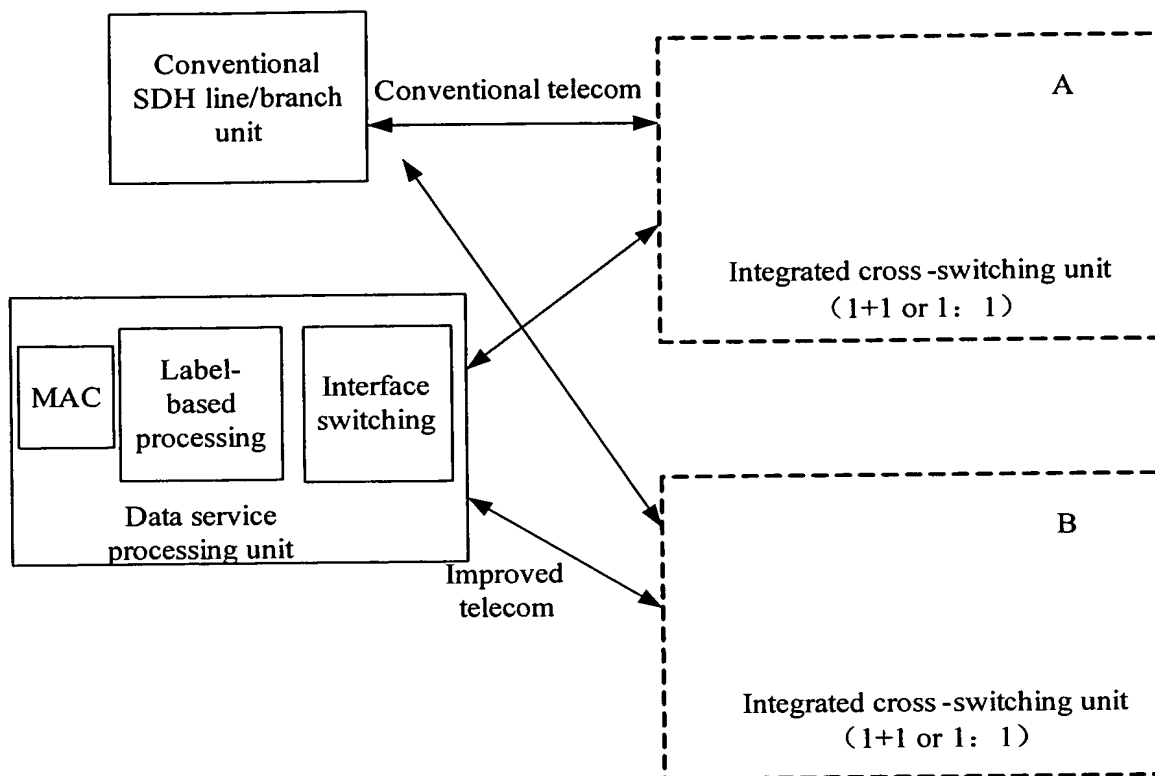 Conventional
SDH line/branch
unit
Conventional telecom
A
Integrated cross-switching unit
（1+1 or 1：1）
MAC
Label-
based
processing
Interface
switching
Data service
processing unit
Improved
telecom
B
Integrated cross-switching unit
（1+1 or 1：1）